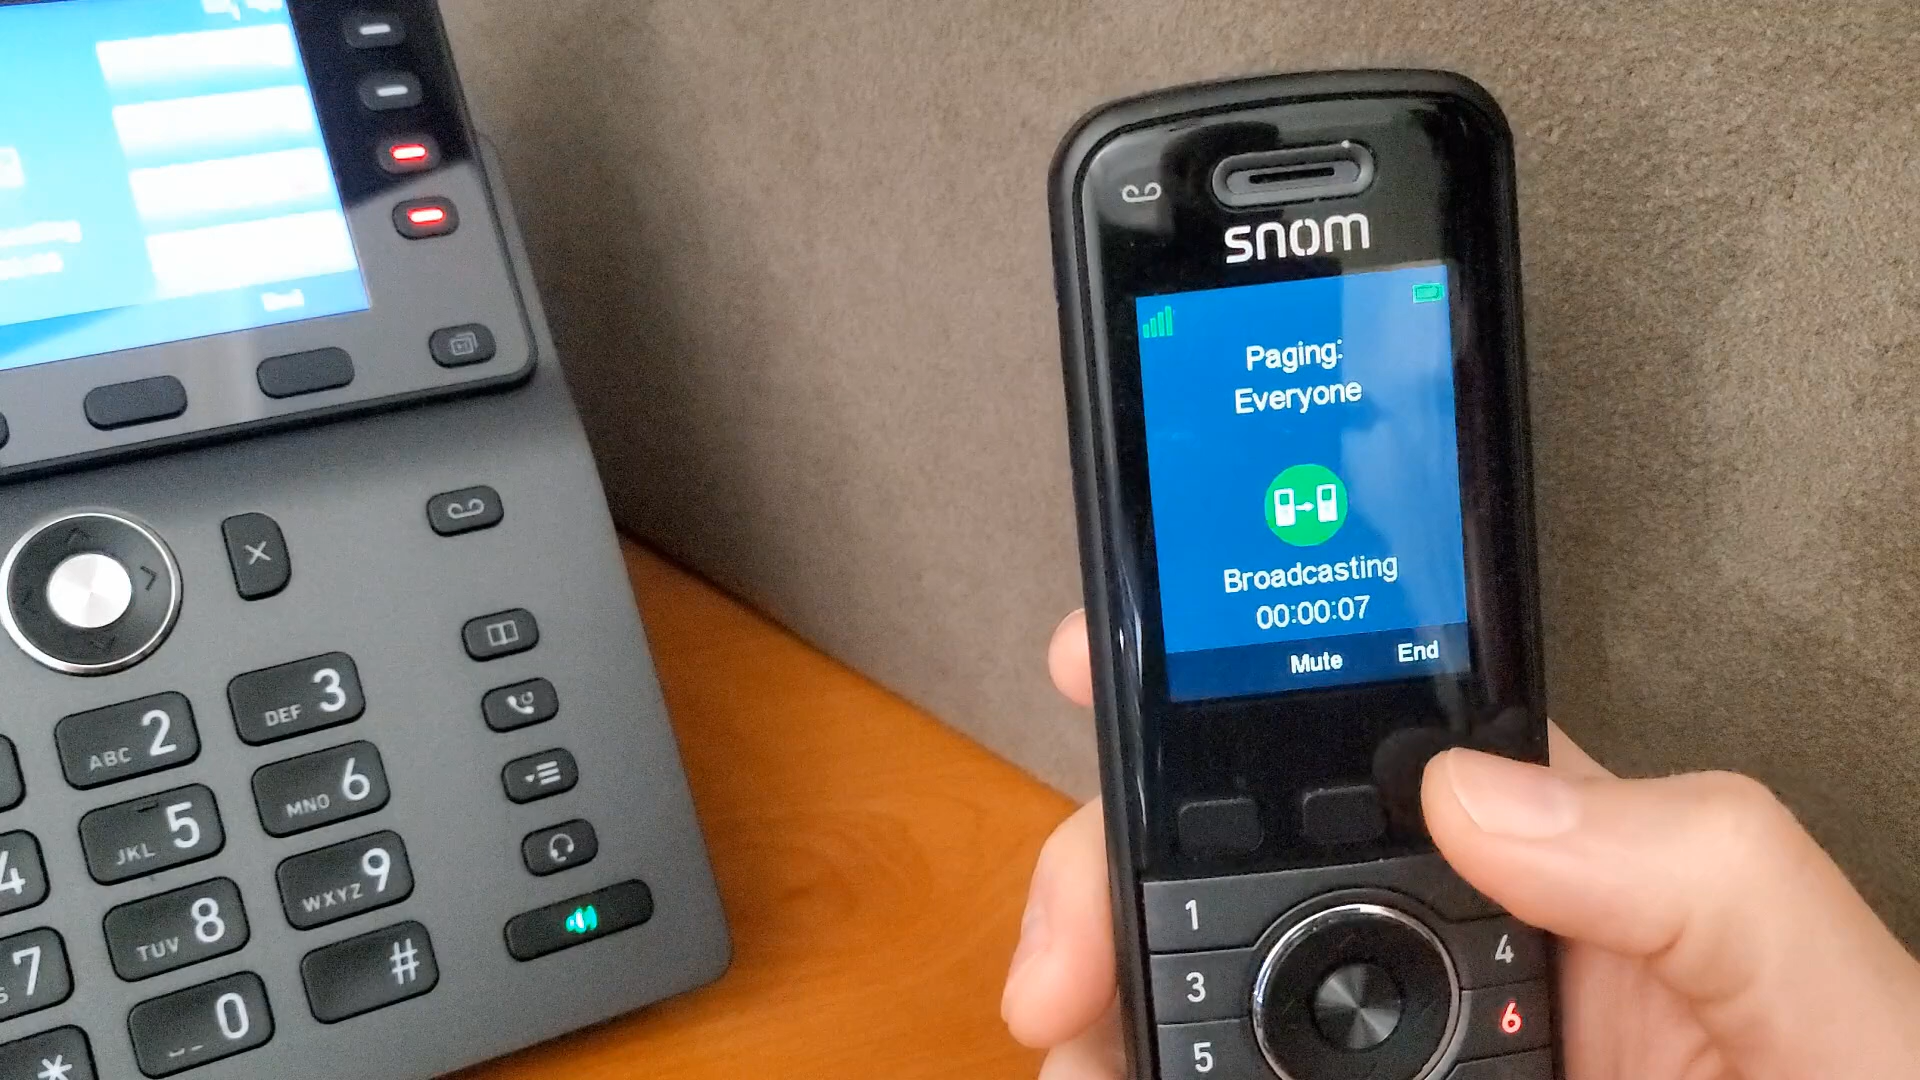 snom
Paging:
Everyone
Broadcasting
00:00:07
Mute End
1
3
4
5
6
ABC 2
DEF 3
4
JKL 5
MNO 6
7
TUV 8
WXYZ 9
*
0
#